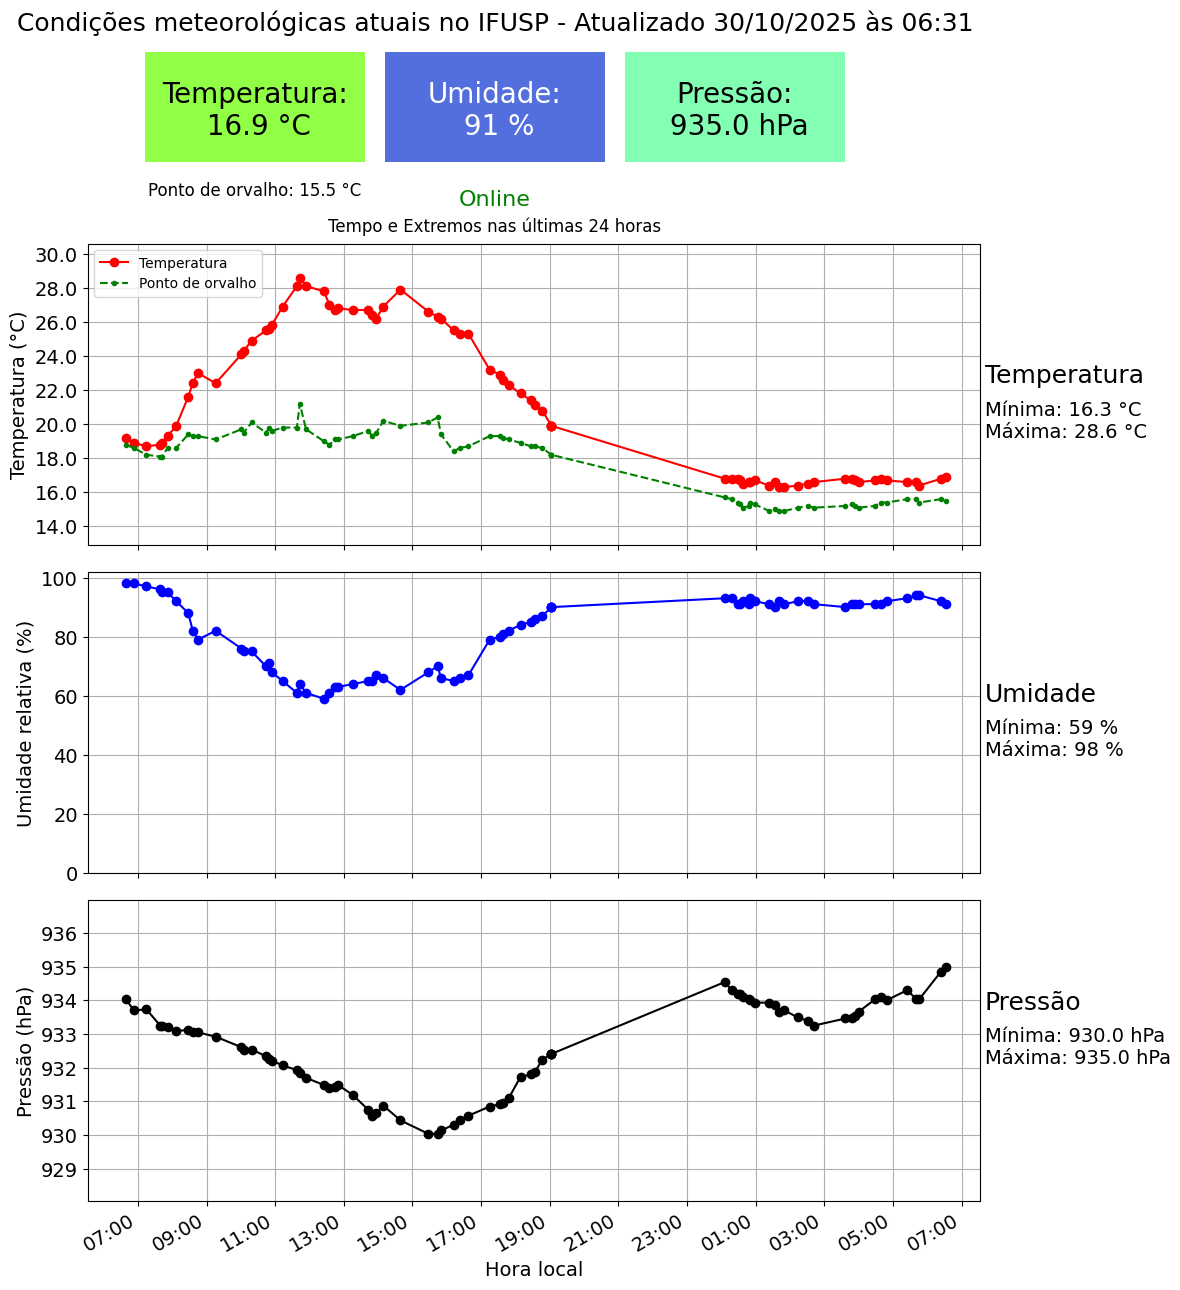 Condições meteorológicas atuais no IFUSP - Atualizado 30/10/2025 às 06:31
Temperatura:
16.9 °C
Umidade:
91 %
Pressão:
935.0 hPa
Ponto de orvalho: 15.5 °C
Online
Tempo e Extremos nas últimas 24 horas
Temperatura
Ponto de orvalho
Temperatura (°C)
30.0
28.0
26.0
24.0
22.0
20.0
18.0
16.0
14.0
Temperatura
Mínima: 16.3 °C
Máxima: 28.6 °C
Umidade relativa (%)
100
80
60
40
20
0
Umidade
Mínima: 59 %
Máxima: 98 %
Pressão (hPa)
936
935
934
933
932
931
930
929
Pressão
Mínima: 930.0 hPa
Máxima: 935.0 hPa
07:00
09:00
11:00
13:00
15:00
17:00
19:00
21:00
23:00
01:00
03:00
05:00
07:00
Hora local